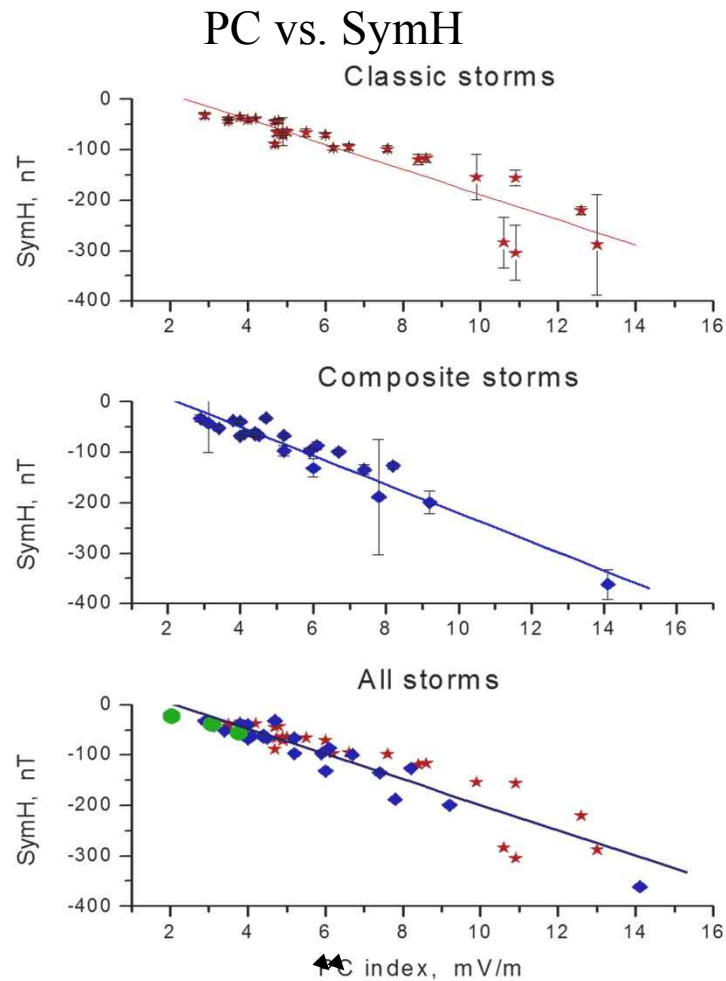 PC vs. SymH
Classic storms
SymH, nT
0
-100
-200
-300
-400
2 4 6 8 10 12 14 16
Composite storms
SymH, nT
0
-100
-200
-300
-400
2 4 6 8 10 12 14 16
All storms
SymH, nT
0
-100
-200
-300
-400
2 4 6 8 10 12 14 16
PC index, mV/m